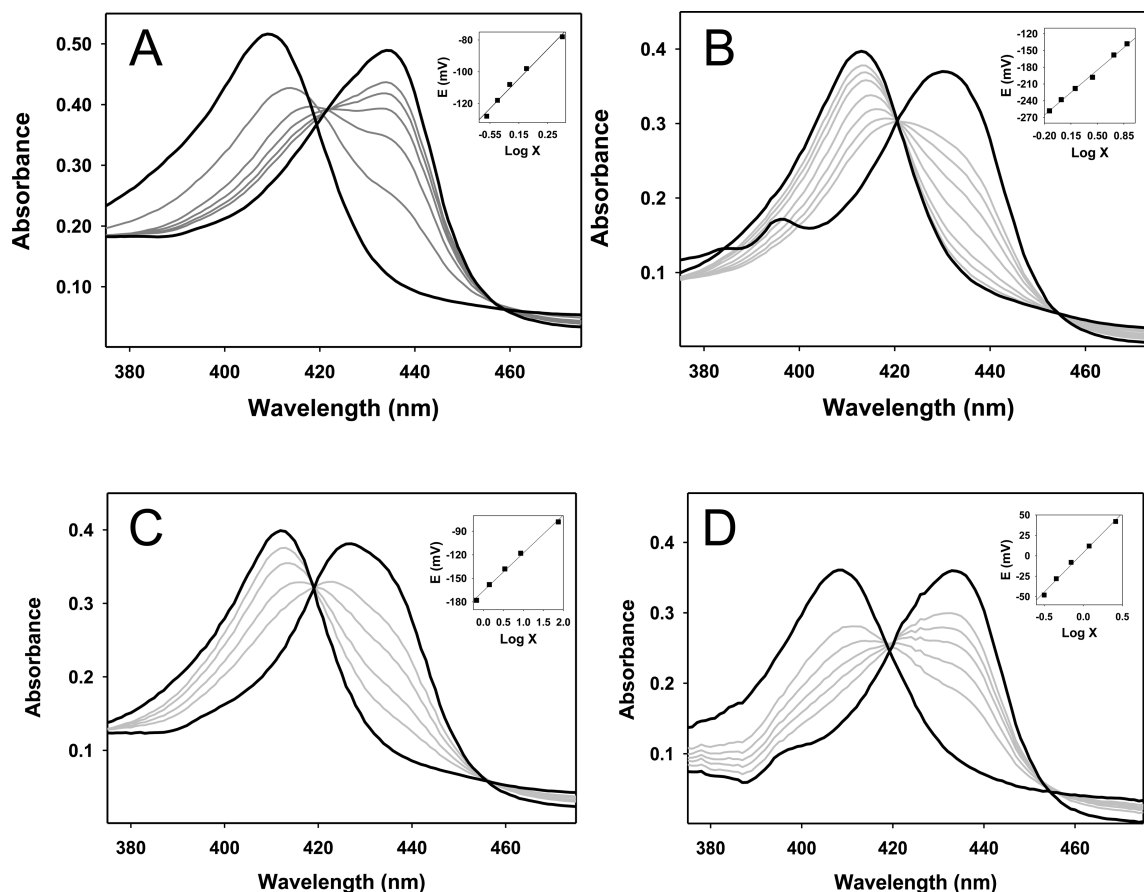 A
0.50
0.40
0.30
0.20
0.10
Absorbance
380 400 420 440 460
Wavelength (nm)
E (mV)
-80
-100
-120
-0.55 0.15 0.25
Log X
B
0.4
0.3
0.2
0.1
Absorbance
380 400 420 440 460
Wavelength (nm)
E (mV)
-120
-150
-180
-210
-240
-270
-0.20 0.15 0.50 0.85
Log X
C
0.4
0.3
0.2
0.1
Absorbance
380 400 420 440 460
Wavelength (nm)
E (mV)
-90
-120
-150
-180
0.0 0.5 1.0 1.5 2.0
Log X
D
0.4
0.3
0.2
0.1
Absorbance
380 400 420 440 460
Wavelength (nm)
E (mV)
50
25
0
-25
-50
-0.5 0.0 0.5
Log X